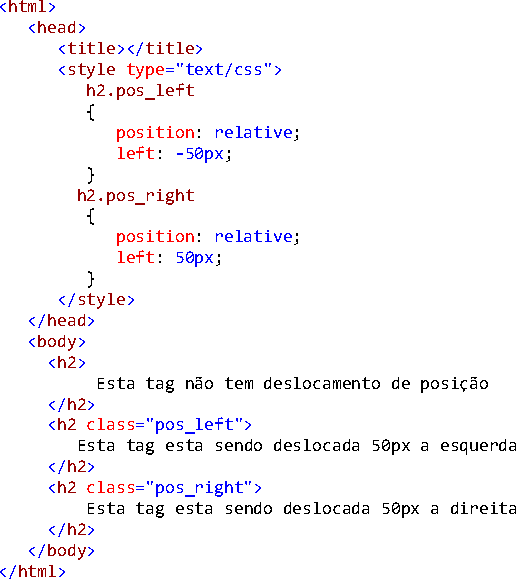 <html>
<head>
<title></title>
<style type="text/css">
h2.pos_left
{
position: relative;
left: -50px;
}
h2.pos_right
{
position: relative;
left: 50px;
}
</style>
</head>
<body>
<h2>
Esta tag não tem deslocamento de posição
</h2>
<h2 class="pos_left">
Esta tag esta sendo deslocada 50px a esquerda
</h2>
<h2 class="pos_right">
Esta tag esta sendo deslocada 50px a direita
</h2>
</body>
</html>